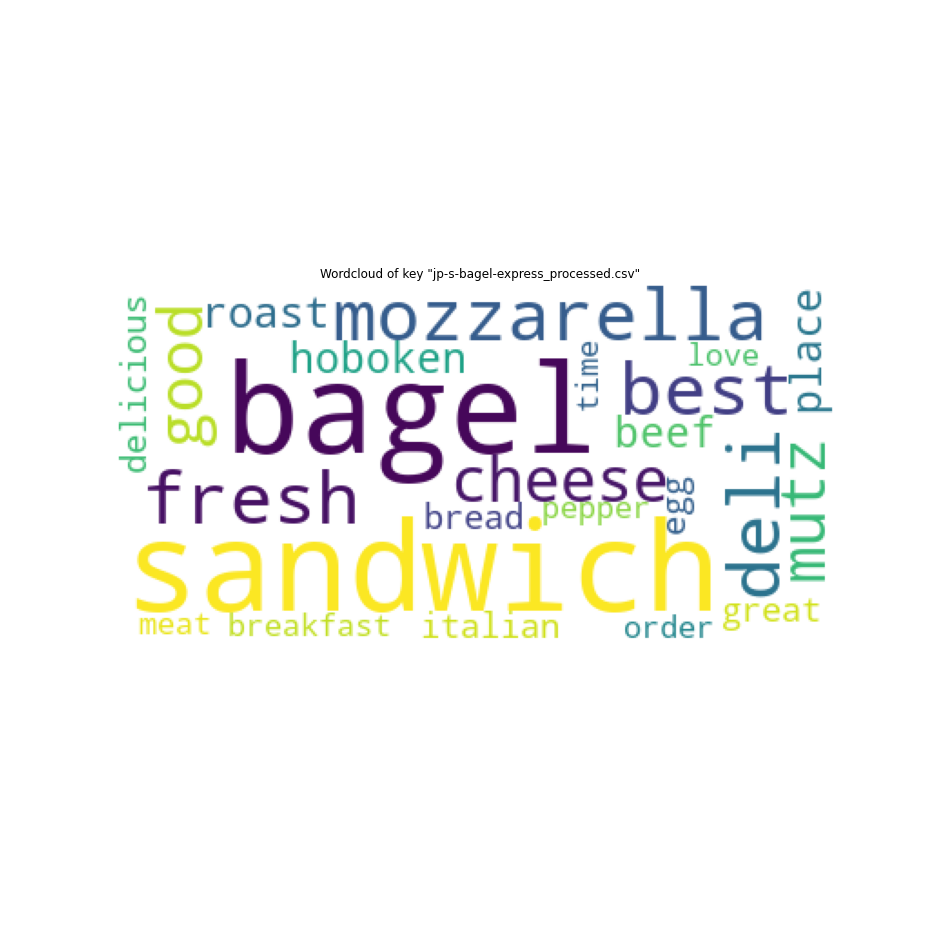 Wordcloud of key "jp-s-bagel-express_processed.csv"
delicious
good
roast
mozzarella
place
hoboken
time
love
bagel
best
beef
cheese
fresh
egg
deli
mutz
bread
pepper
sandwich
great
meat
breakfast
italian
order